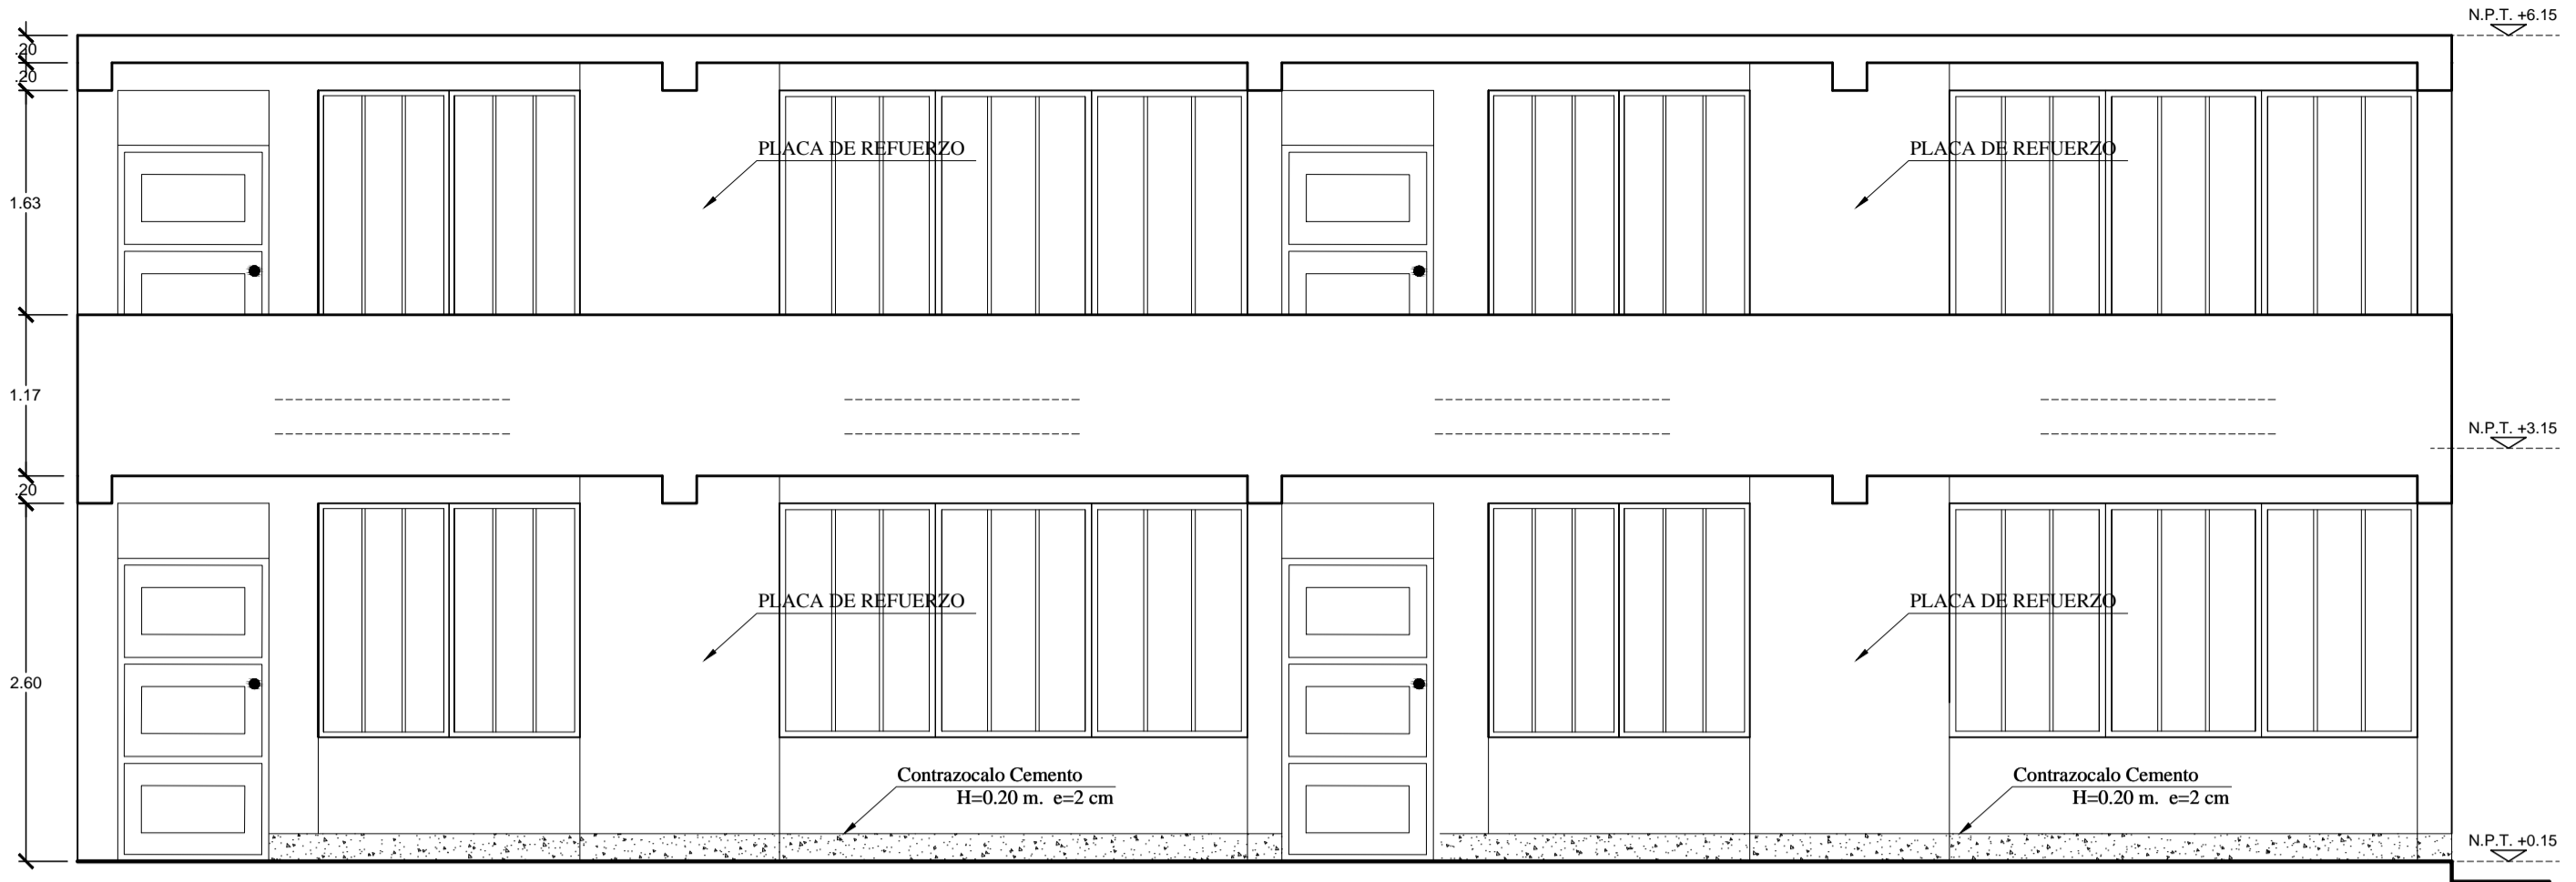 N.P.T. +6.15
.20
.20
PLACA DE REFUERZO
PLACA DE REFUERZO
1.63
1.17
N.P.T. +3.15
.20
PLACA DE REFUERZO
PLACA DE REFUERZO
2.60
Contrazocalo Cemento
H=0.20 m. e=2 cm
Contrazocalo Cemento
H=0.20 m. e=2 cm
N.P.T. +0.15